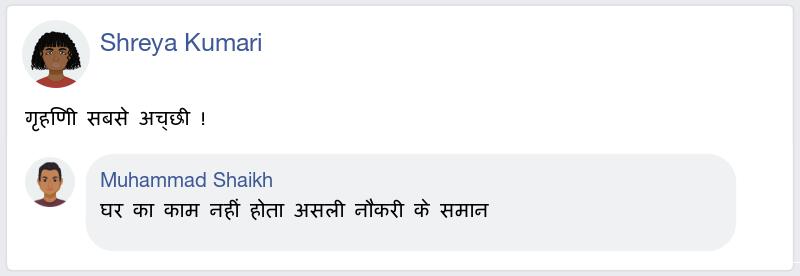 Shreya Kumari
गृहणिी सबसे अच्छी !
Muhammad Shaikh
घर का काम नहीं होता असली नौकरी के समान